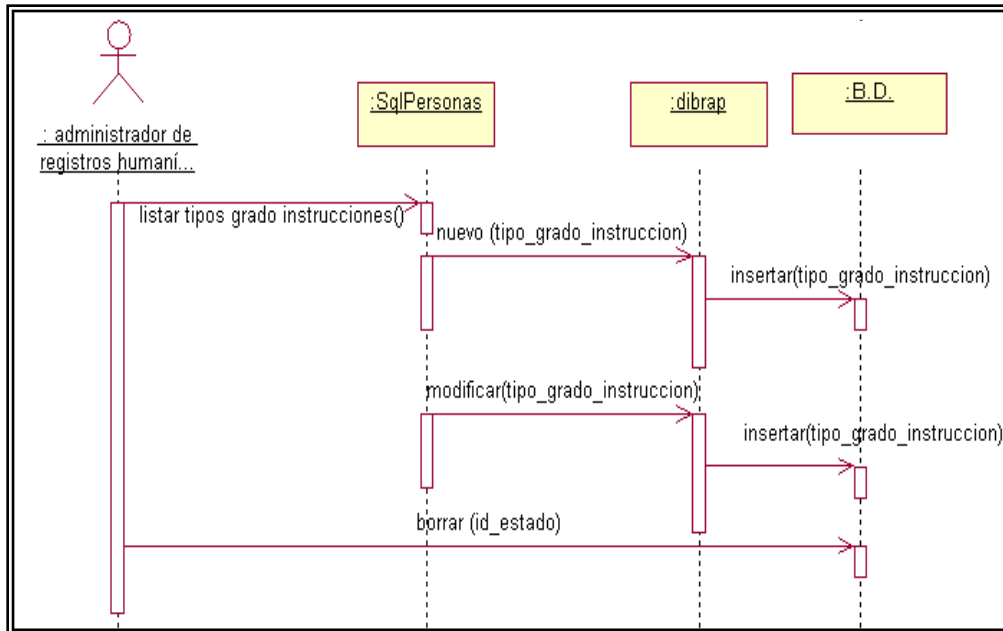 :SqlPersonas
:dibrap
:B.D.
: administrador de
registros humaní...
listar tipos grado instrucciones()
nuevo (tipo_grado_instruccion)
insertar(tipo_grado_instruccion)
modificar(tipo_grado_instruccion)
insertar(tipo_grado_instruccion)
borrar (id_estado)